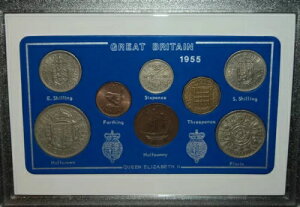 GREAT BRITAIN
1955
E. Shilling
Sixpence
S. Shilling
Farthing
Threepence
Halfcrown
Halfpenny
Florin
QUEEN ELIZABETH II